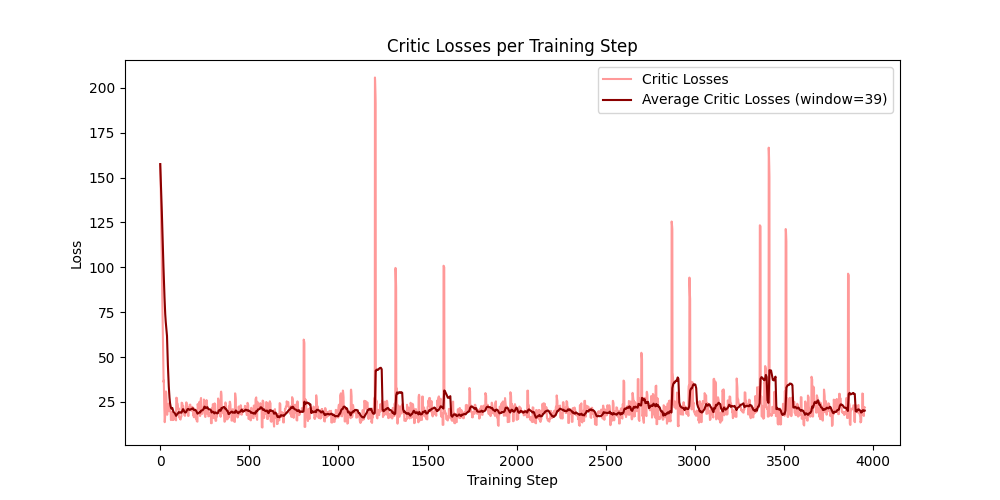 Critic Losses per Training Step
Critic Losses
Average Critic Losses (window=39)
Loss
200
175
150
125
100
75
50
25
0 500 1000 1500 2000 2500 3000 3500 4000
Training Step